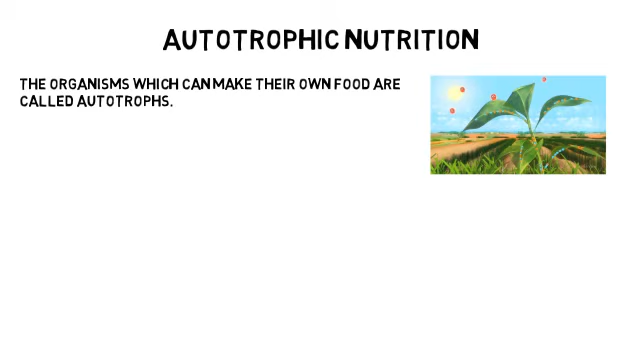 AUTOTROPHIC NUTRITION
THE ORGANISMS WHICH CAN MAKE THEIR OWN FOOD ARE
CALLED AUTOTROPHS.